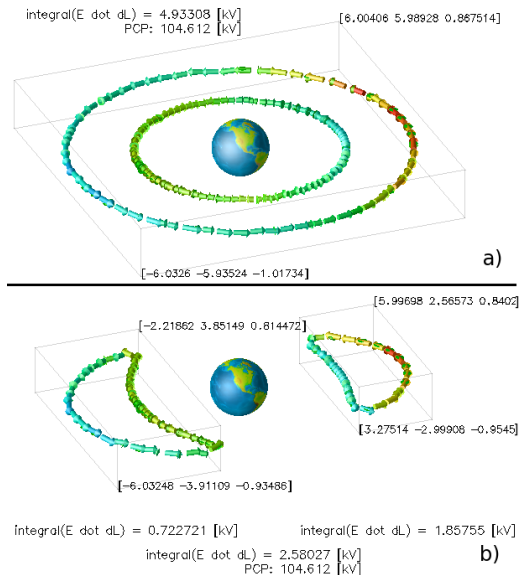 integral(E dot dL) = 4.93308 [kV]
PCP: 104.612 [kV]
[6.00406 5.98928 0.867514]
[-6.0326 -5.93524 -1.01734]
a)
[-2.21862 3.85149 0.814472]
[5.99698 2.56573 0.8402
[-6.03248 -3.91109 -0.93486]
[3.27514 -2.99908 -0.9545]
integral(E dot dL) = 0.722721 [kV]
integral(E dot dL) = 1.85755 [kV]
integral(E dot dL) = 2.58027 [kV]
PCP: 104.612 [kV]
b)